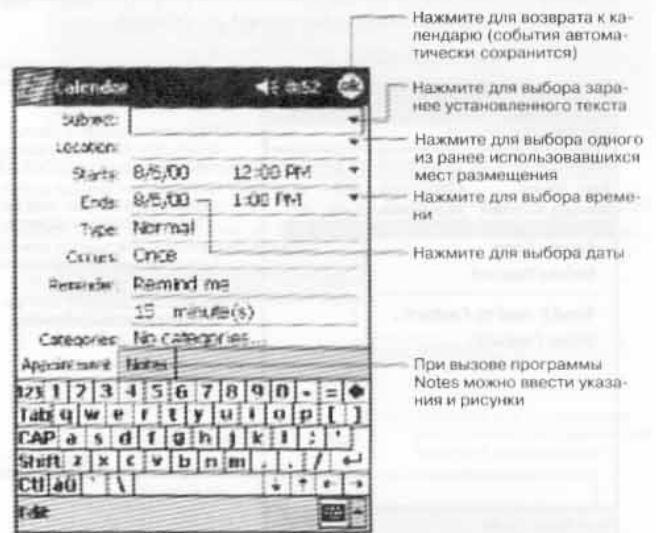 Нажмите для возврата к ка-
лендарю (события автома-
тически сохранится)
Calendar 8:52 ok
Subject:
Нажмите для выбора зара-
нее установленного текста
Location:
Нажмите для выбора одного
из ранее использовавшихся
мест размещения
Starts: 8/5/00 12:00 PM
Ends: 8/5/00 1:00 PM
Нажмите для выбора време-
ни
Type: Normal
Occurs: Once
Нажмите для выбора даты
Reminder: Remind me
15 minute(s)
Categories: No categories...
Appointment Notes
При вызове программы
Notes можно ввести указа-
ния и рисунки
123 1 2 3 4 5 6 7 8 9 0 - =
Tab q w e r t y u i o p [ ]
CAP a s d f g h j k l ; '
Shift z x c v b n m , . /
Ctl áü ` \
Edit